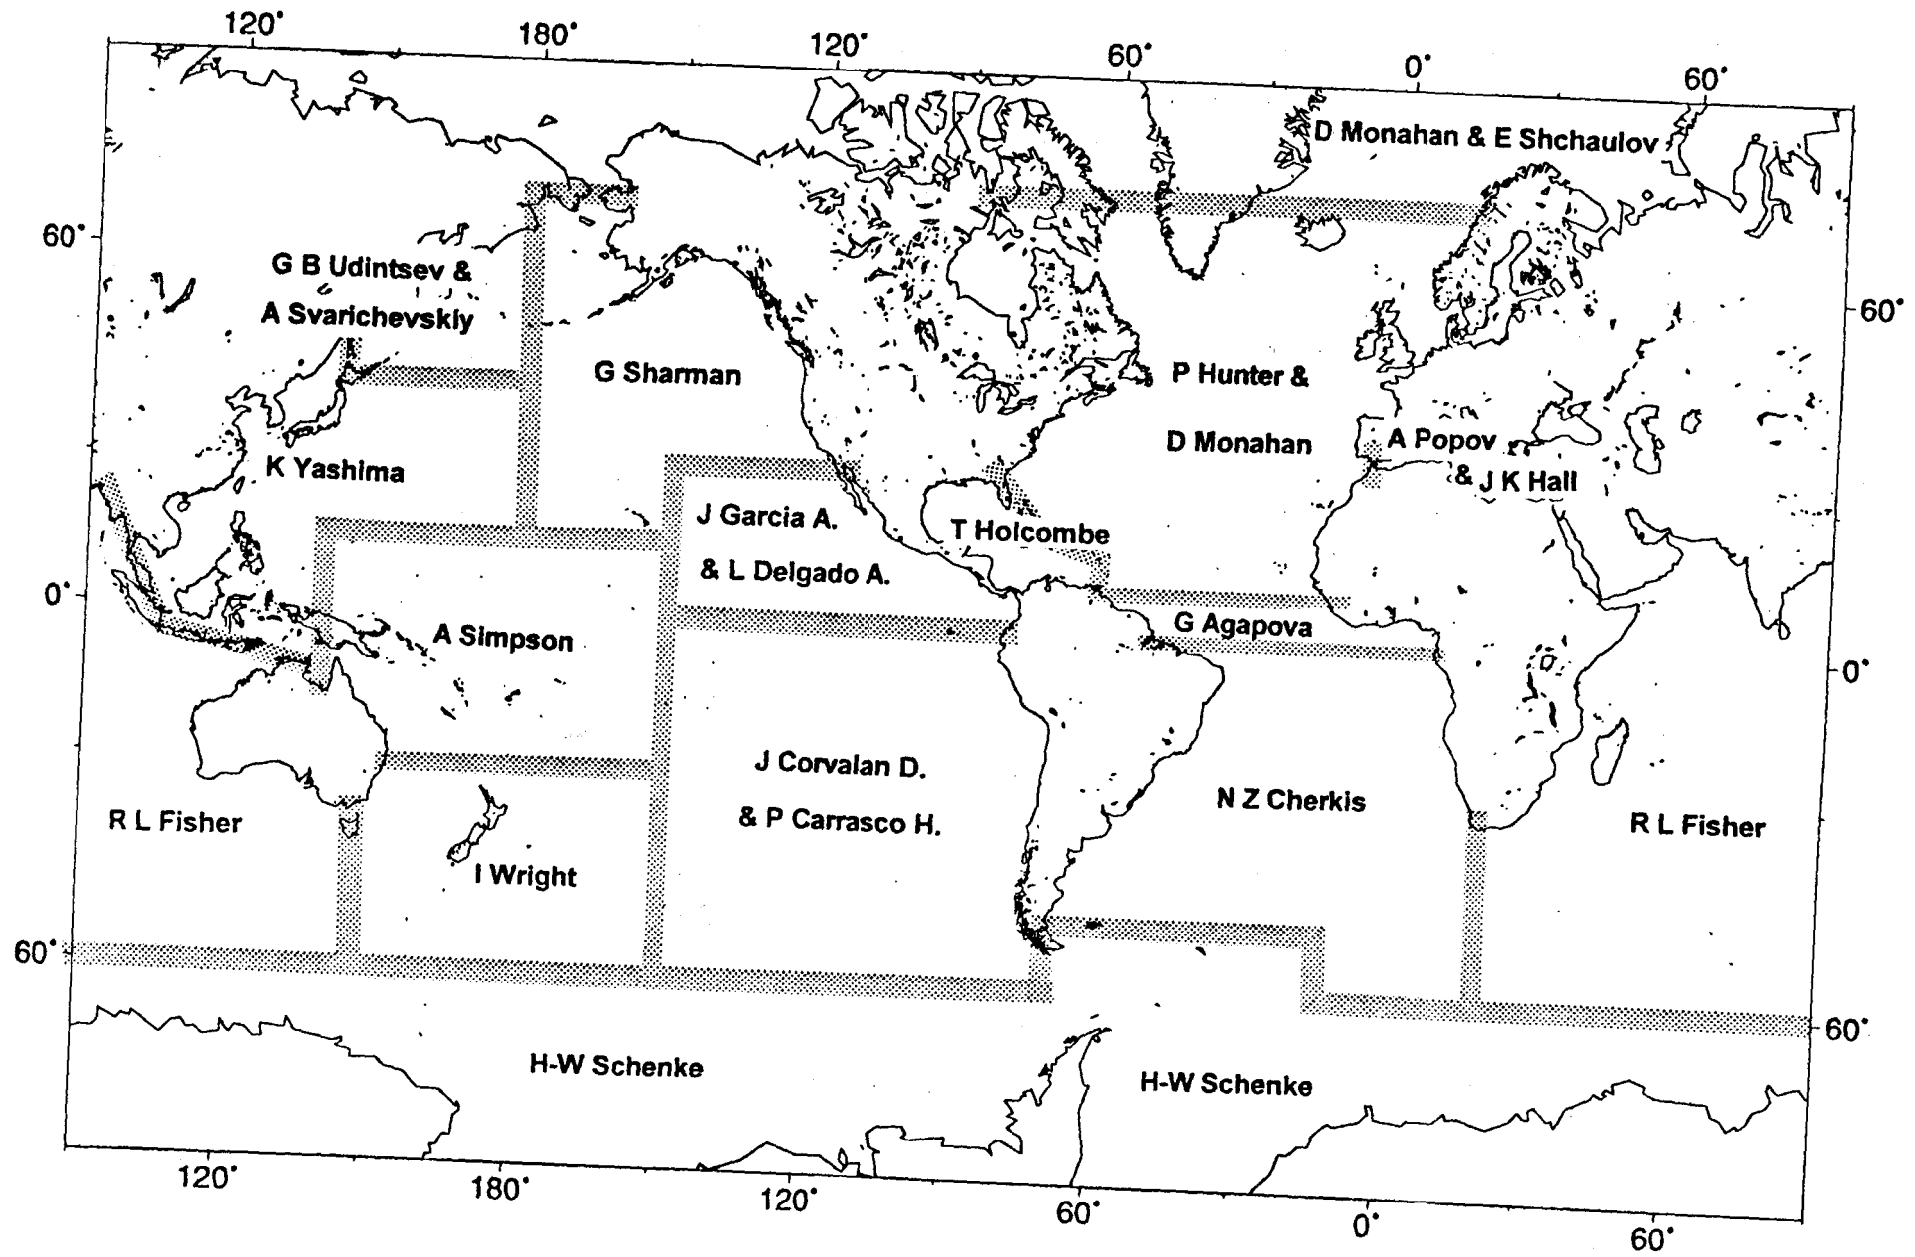 120°
180°
120°
60°
0°
60°
D Monahan & E Shchaulov
60°
G B Udintsev &
A Svarichevskiy
60°
G Sharman
P Hunter &
D Monahan
A Popov
& J K Hall
K Yashima
J Garcia A.
& L Delgado A.
T Holcombe
0°
G Agapova
A Simpson
0°
J Corvalan D.
& P Carrasco H.
N Z Cherkis
R L Fisher
R L Fisher
I Wright
60°
60°
H-W Schenke
H-W Schenke
120°
180°
120°
60°
0°
60°